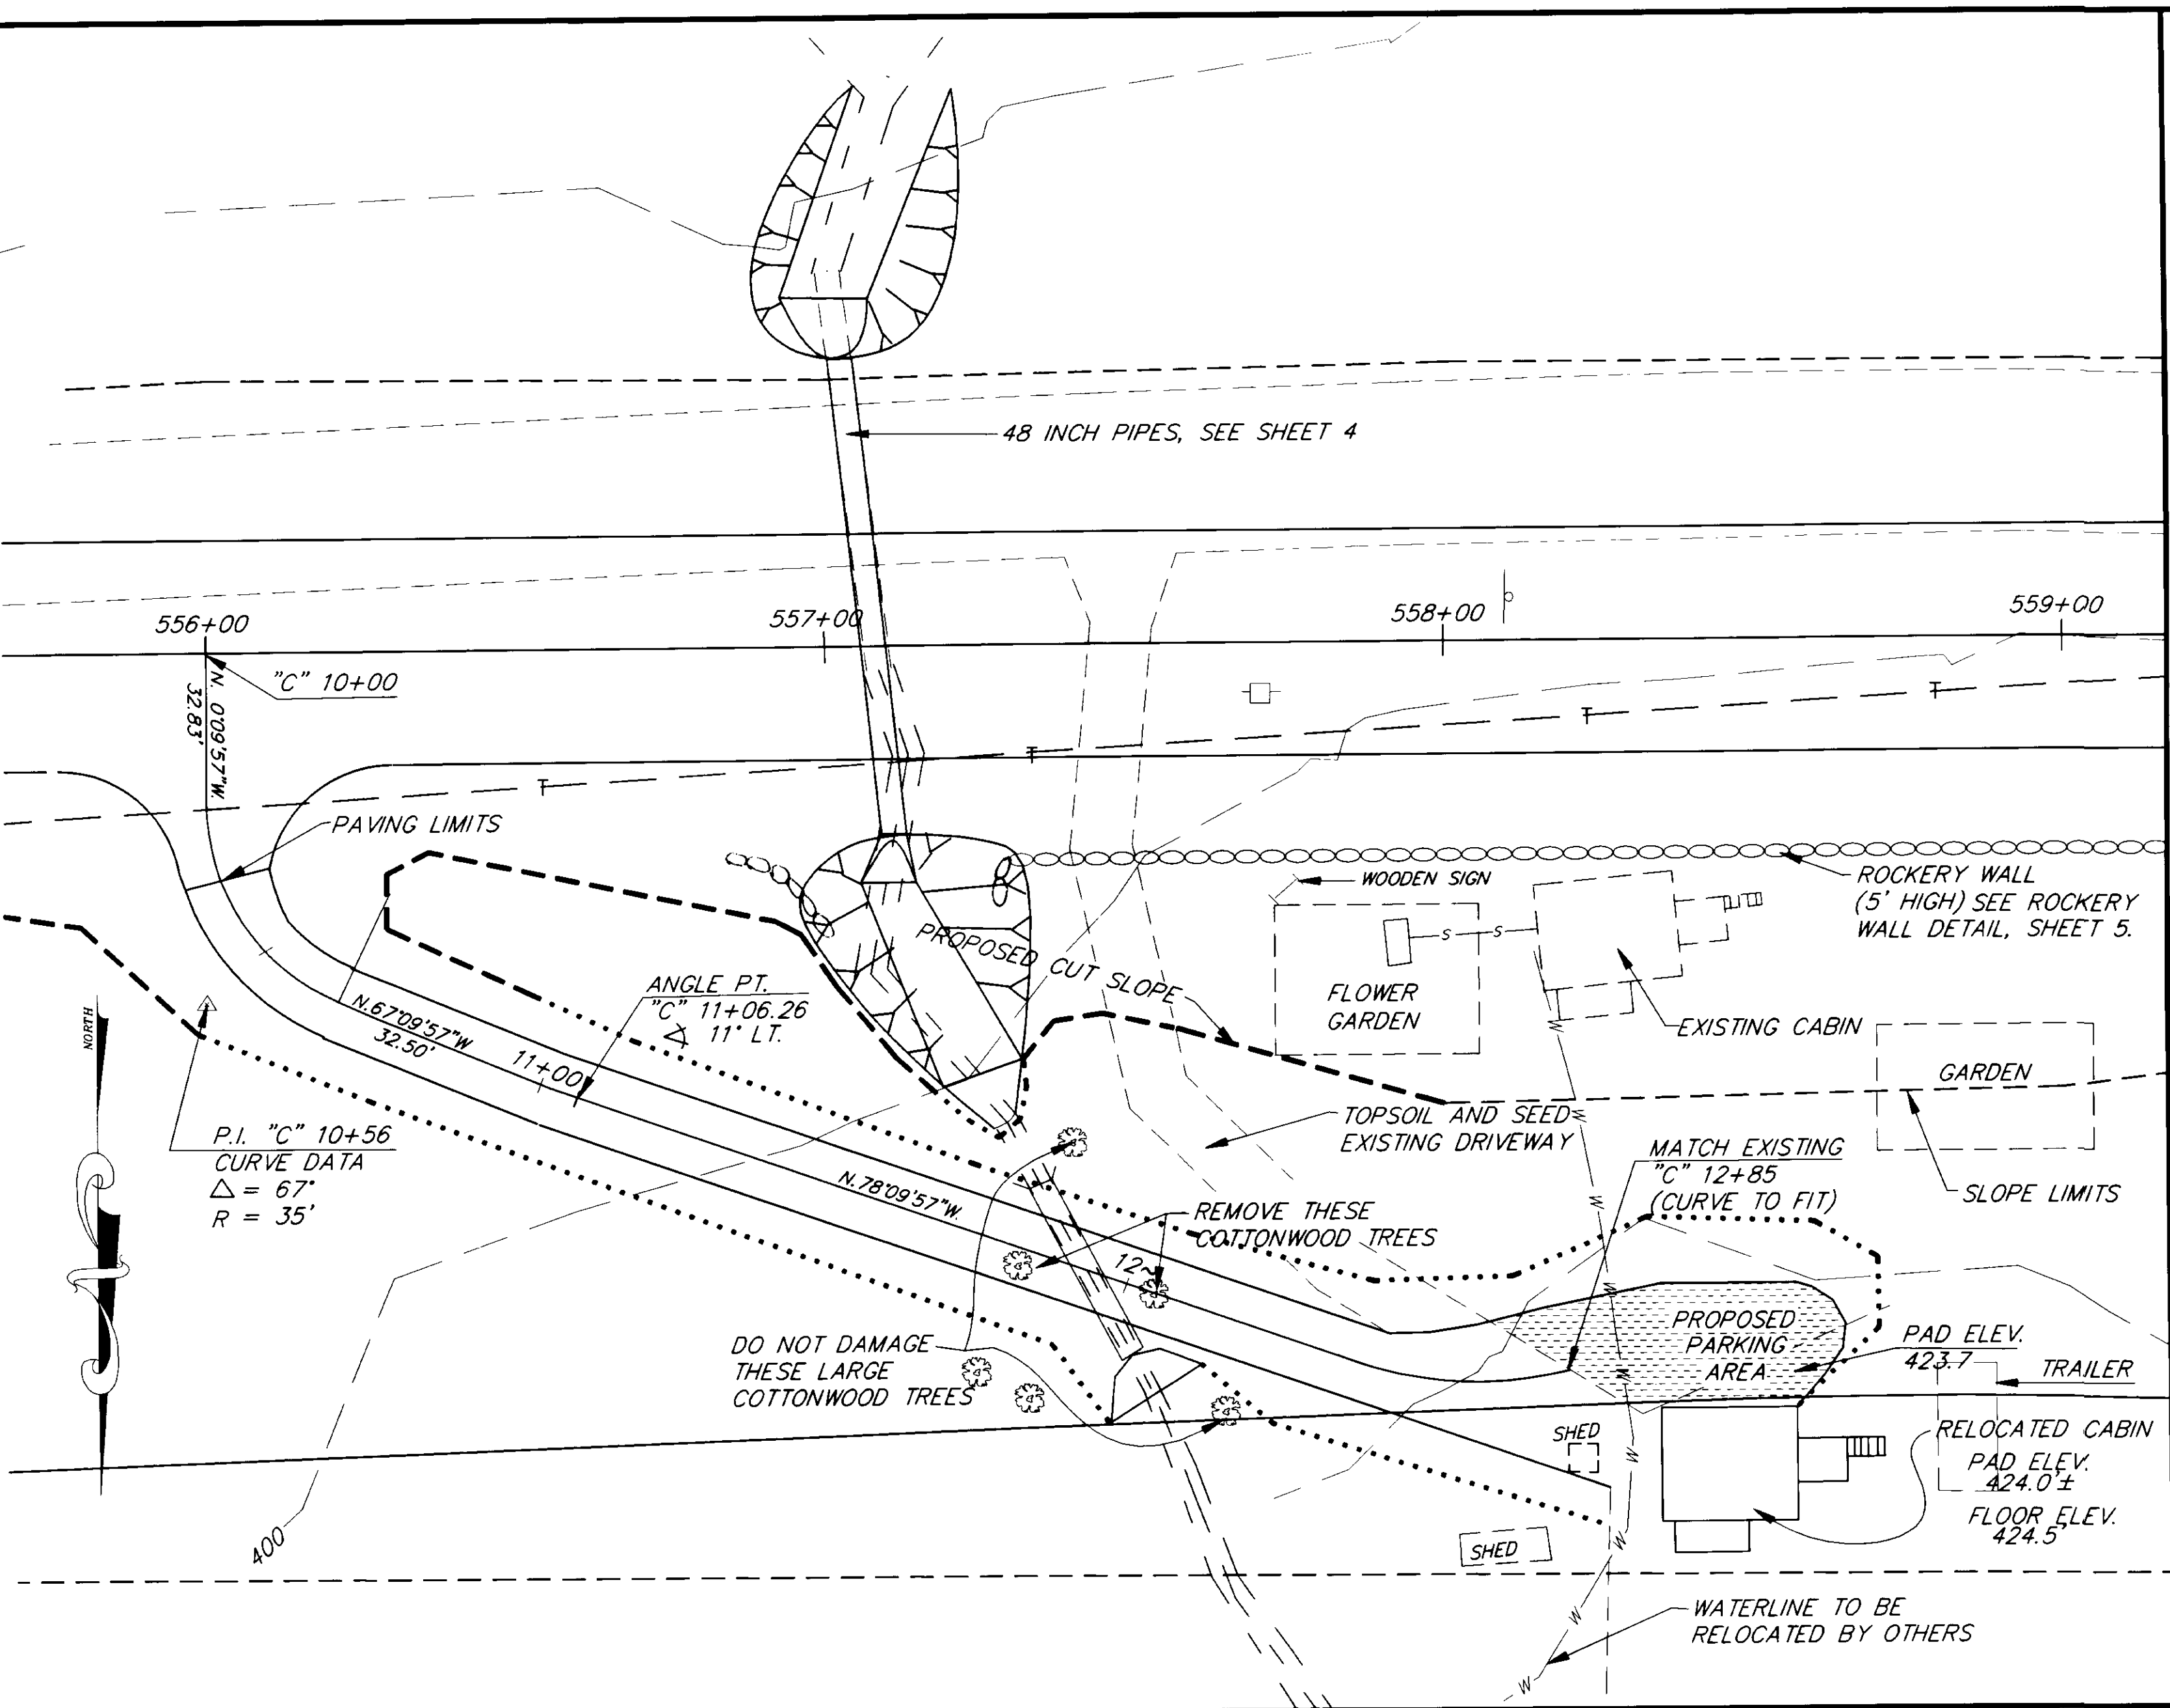 48 INCH PIPES, SEE SHEET 4
556+00
557+00
558+00
559+00
"C" 10+00
N. 0°09'57"W.
32.83'
T
T
T
T
PAVING LIMITS
WOODEN SIGN
ROCKERY WALL
(5' HIGH) SEE ROCKERY
WALL DETAIL, SHEET 5.
S
S
PROPOSED CUT SLOPE
FLOWER
GARDEN
EXISTING CABIN
ANGLE PT.
"C" 11+06.26
11° LT.
N.67°09'57"W
32.50'
11+00
NORTH
GARDEN
P.I. "C" 10+56
CURVE DATA
△ = 67°
R = 35'
TOPSOIL AND SEED
EXISTING DRIVEWAY
MATCH EXISTING
"C" 12+85
(CURVE TO FIT)
SLOPE LIMITS
N.78°09'57"W.
REMOVE THESE
COTTONWOOD TREES
12
DO NOT DAMAGE
THESE LARGE
COTTONWOOD TREES
PROPOSED
PARKING
AREA
PAD ELEV.
423.7
TRAILER
SHED
RELOCATED CABIN
PAD ELEV.
424.0'±
FLOOR ELEV.
424.5'
SHED
400
W
W
W
W
W
W
W
W
W
W
W
WATERLINE TO BE
RELOCATED BY OTHERS